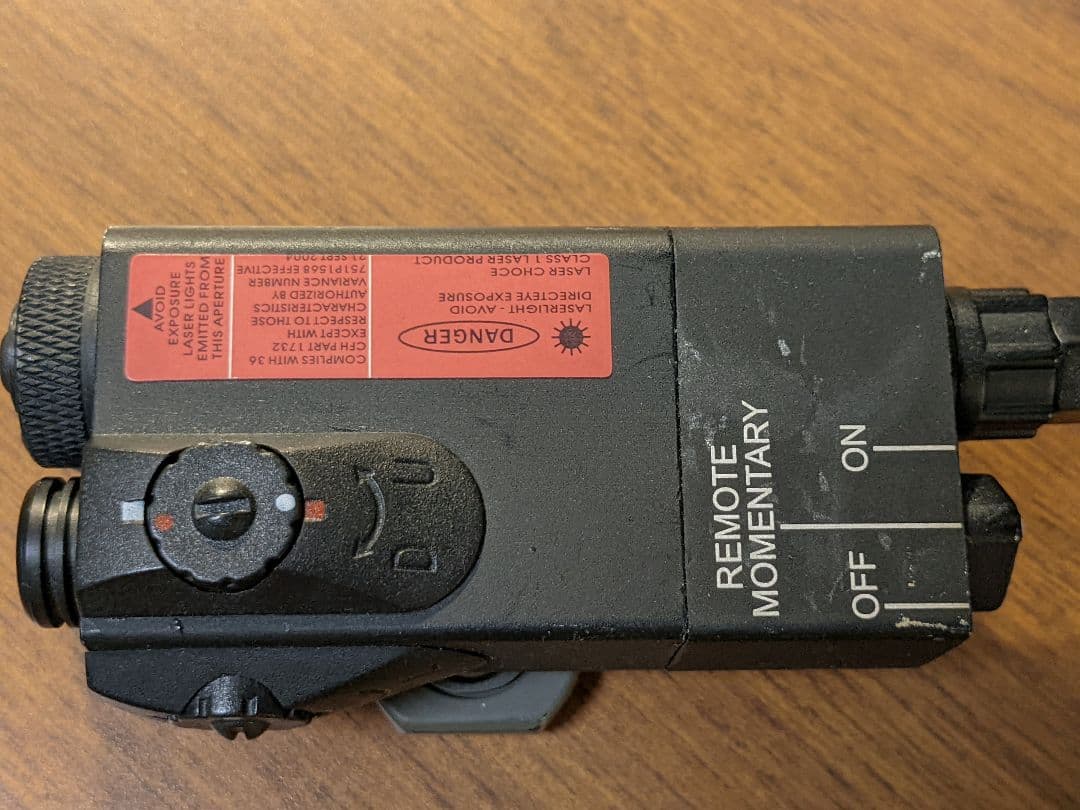 AVOID
EXPOSURE
LASER LIGHTS
EMITTED FROM
THIS APERTURE
COMPLIES WITH 36
CFH PART 1732
EXCEPT WITH
RESPECT TO THOSE
CHARACTERISTICS
AUTHORIZED BY
VARIANCE NUMBER
751P1568 EFFECTIVE
21 SEPT 2004
DANGER
LASERLIGHT - AVOID
DIRECTEYE EXPOSURE
LASER CHOCE
CLASS 1 LASER PRODUCT
U
D
REMOTE
MOMENTARY
ON
OFF